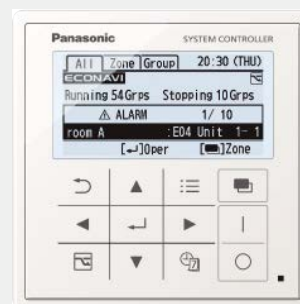 Panasonic SYSTEM CONTROLLER
All Zone Group 20:30 (THU)
ECONAVI
Running 54Grps Stopping 10Grps
⚠ ALARM 1/ 10
room A :E04 Unit 1- 1
[↵]Oper [■]Zone
7